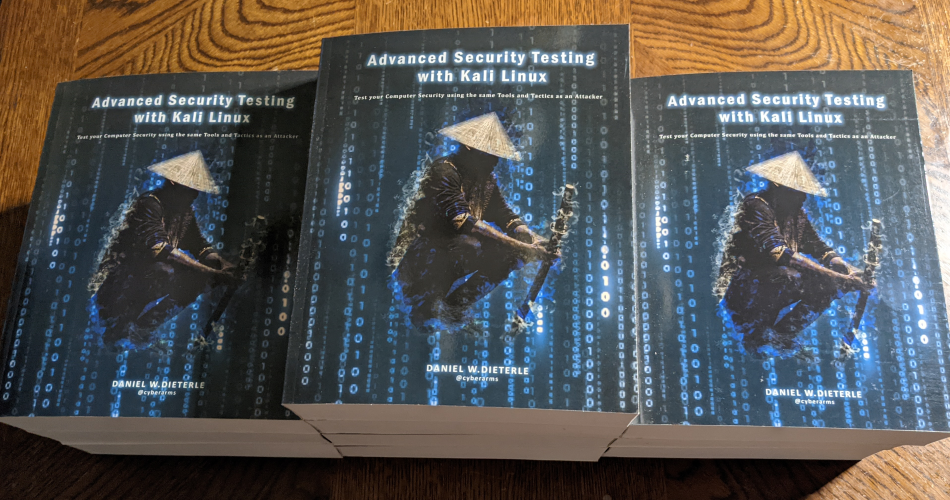 Advanced Security Testing
with Kali Linux
Test your Computer Security using the same Tools and Tactics as an Attacker
DANIEL W.DIETERLE
@cyberarms
Advanced Security Testing
with Kali Linux
Test your Computer Security using the same Tools and Tactics as an Attacker
DANIEL W.DIETERLE
@cyberarms
Advanced Security Testing
with Kali Linux
Test your Computer Security using the same Tools and Tactics as an Attacker
DANIEL W.DIETERLE
@cyberarms